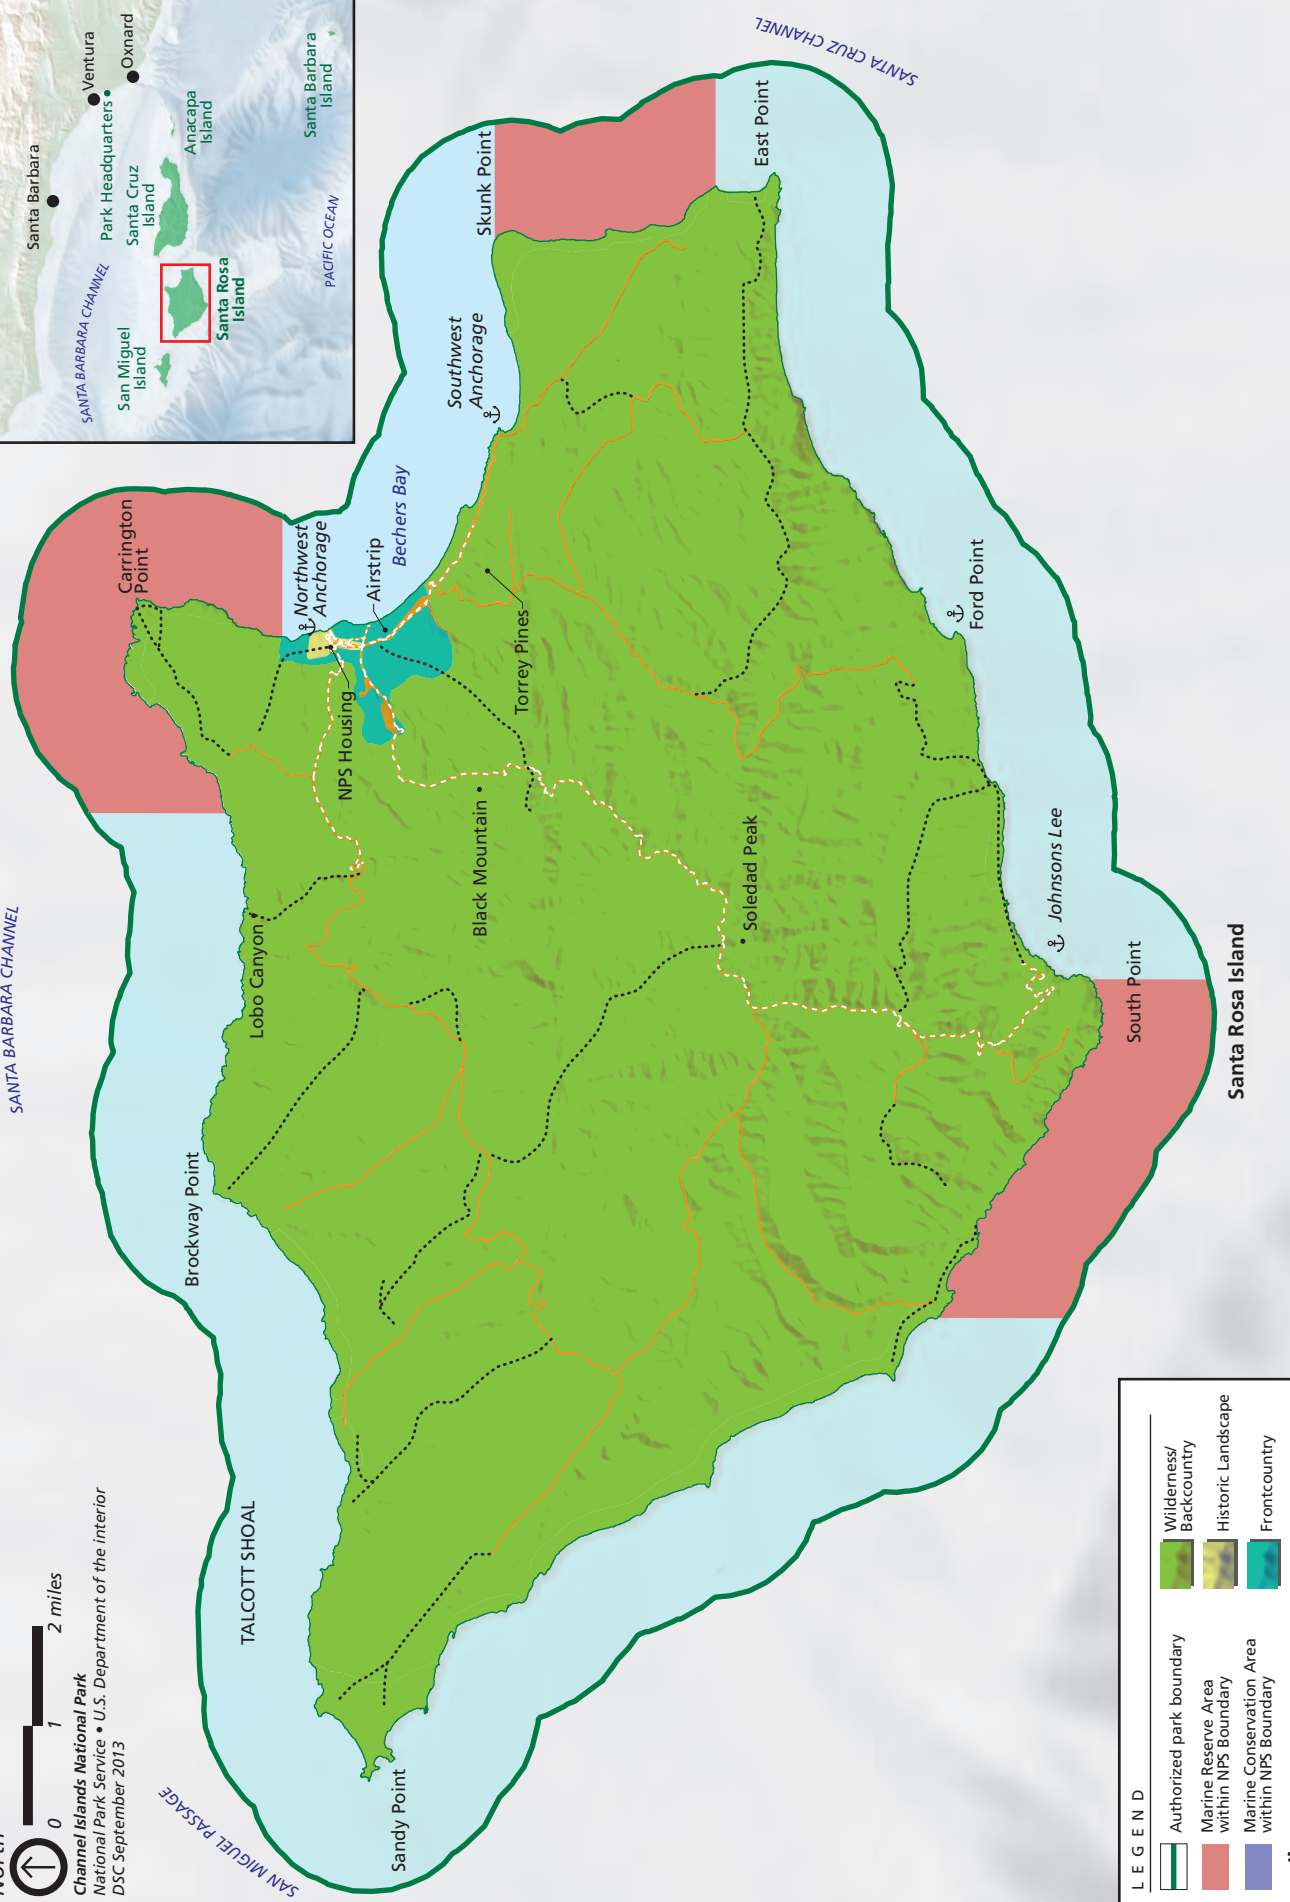 SANTA BARBARA CHANNEL
Carrington
Point
Northwest
Anchorage
Airstrip
Bechers Bay
NPS Housing
Lobo Canyon
Brockway Point
TALCOTT SHOAL
SAN MIGUEL PASSAGE
Sandy Point
Black Mountain
Torrey Pines
Soledad Peak
Southwest
Anchorage
Skunk Point
East Point
SANTA CRUZ CHANNEL
Ford Point
Johnsons Lee
South Point
Santa Rosa Island
Santa Barbara
Ventura
Oxnard
Park Headquarters
SANTA BARBARA CHANNEL
San Miguel
Island
Santa Cruz
Island
Anacapa
Island
Santa Rosa
Island
Santa Barbara
Island
PACIFIC OCEAN
North
0 1 2 miles
Channel Islands National Park
National Park Service • U.S. Department of the interior
DSC September 2013
LEGEND
Authorized park boundary
Marine Reserve Area
within NPS Boundary
Marine Conservation Area
within NPS Boundary
Wilderness/
Backcountry
Historic Landscape
Frontcountry